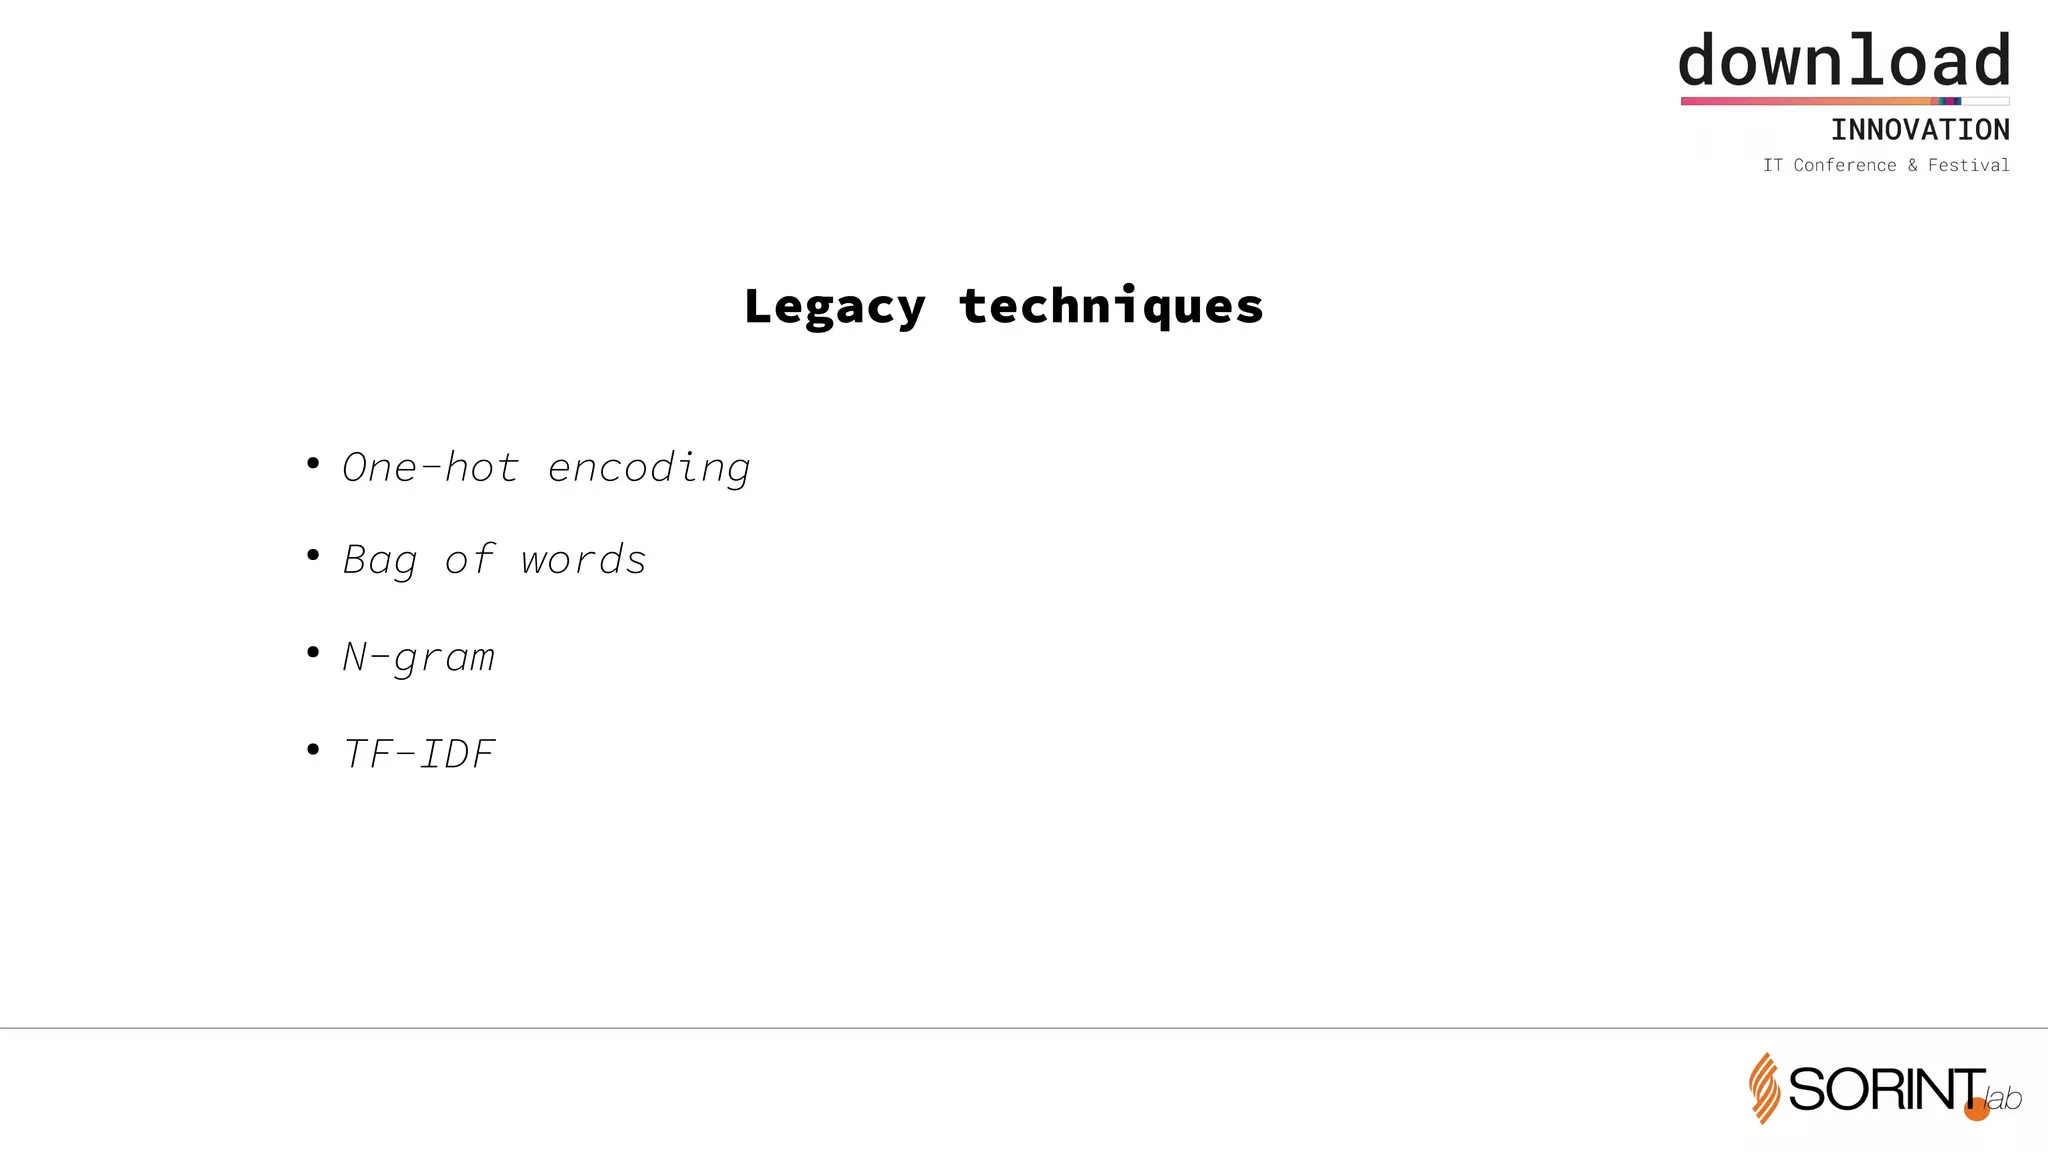 download
INNOVATION
IT Conference & Festival
Legacy techniques
• One-hot encoding
• Bag of words
• N-gram
• TF-IDF
SORINT.lab